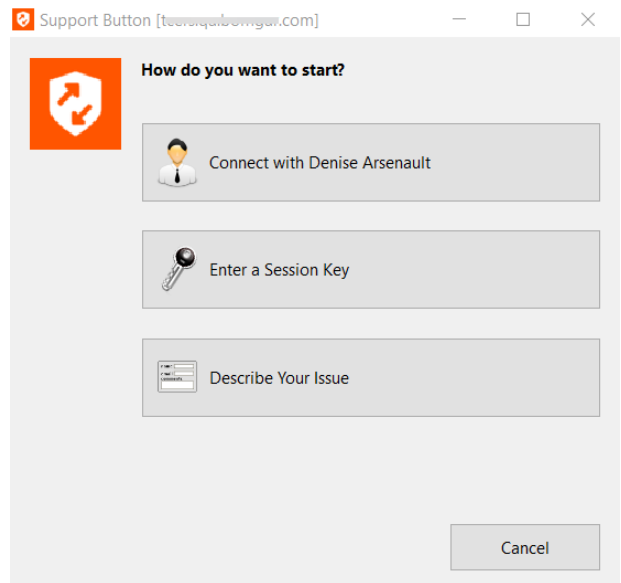 Support Button [
.com]
How do you want to start?
Connect with Denise Arsenault
Enter a Session Key
Describe Your Issue
Cancel